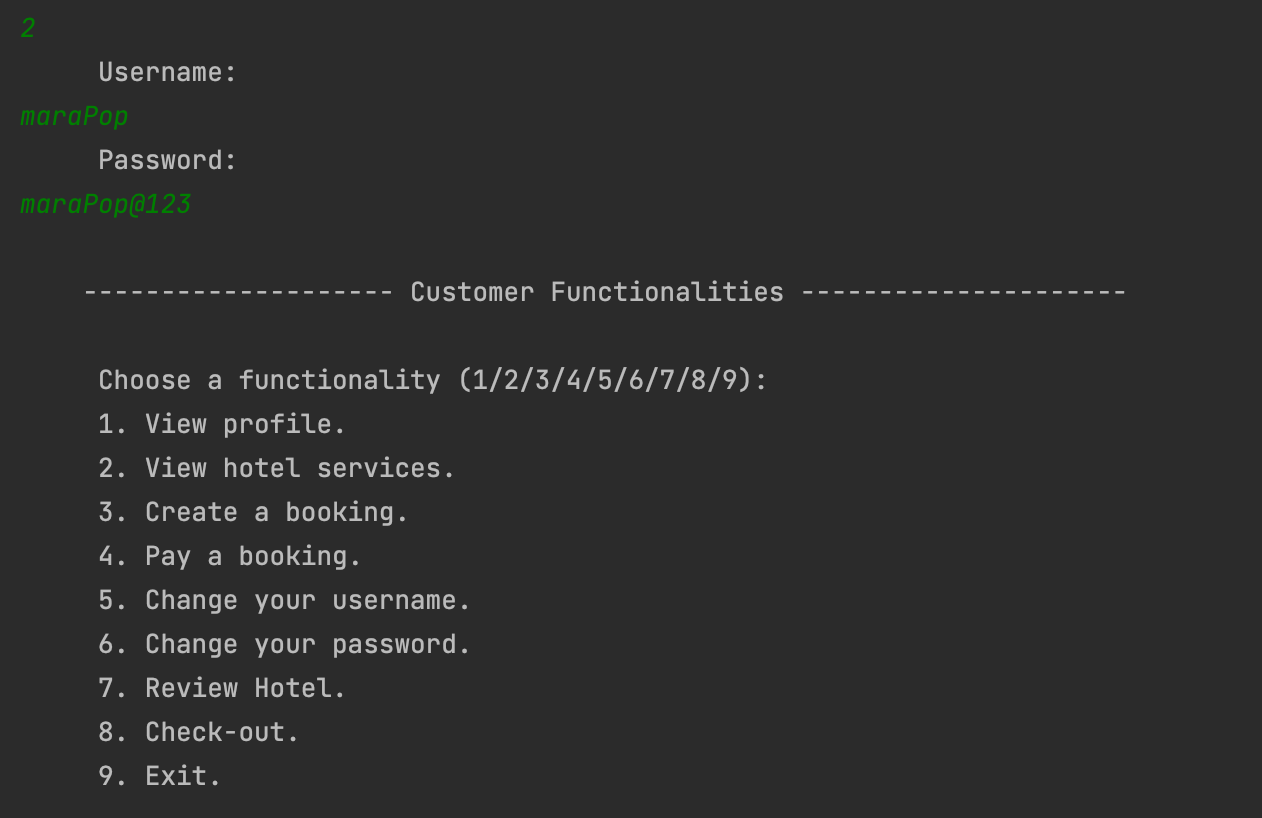 2
Username:
maraPop
Password:
maraPop@123
-------------------- Customer Functionalities ---------------------
Choose a functionality (1/2/3/4/5/6/7/8/9):
1. View profile.
2. View hotel services.
3. Create a booking.
4. Pay a booking.
5. Change your username.
6. Change your password.
7. Review Hotel.
8. Check-out.
9. Exit.